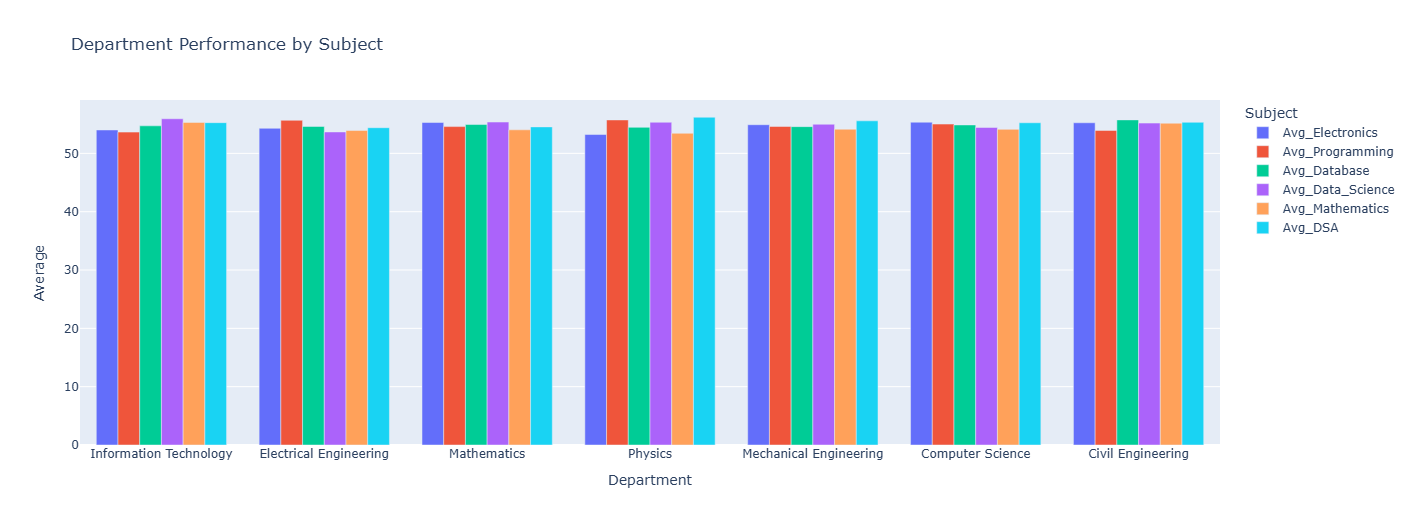 Department Performance by Subject
Subject
Avg_Electronics
Avg_Programming
Avg_Database
Avg_Data_Science
Avg_Mathematics
Avg_DSA
Average
50
40
30
20
10
0
Information Technology
Electrical Engineering
Mathematics
Physics
Mechanical Engineering
Computer Science
Civil Engineering
Department